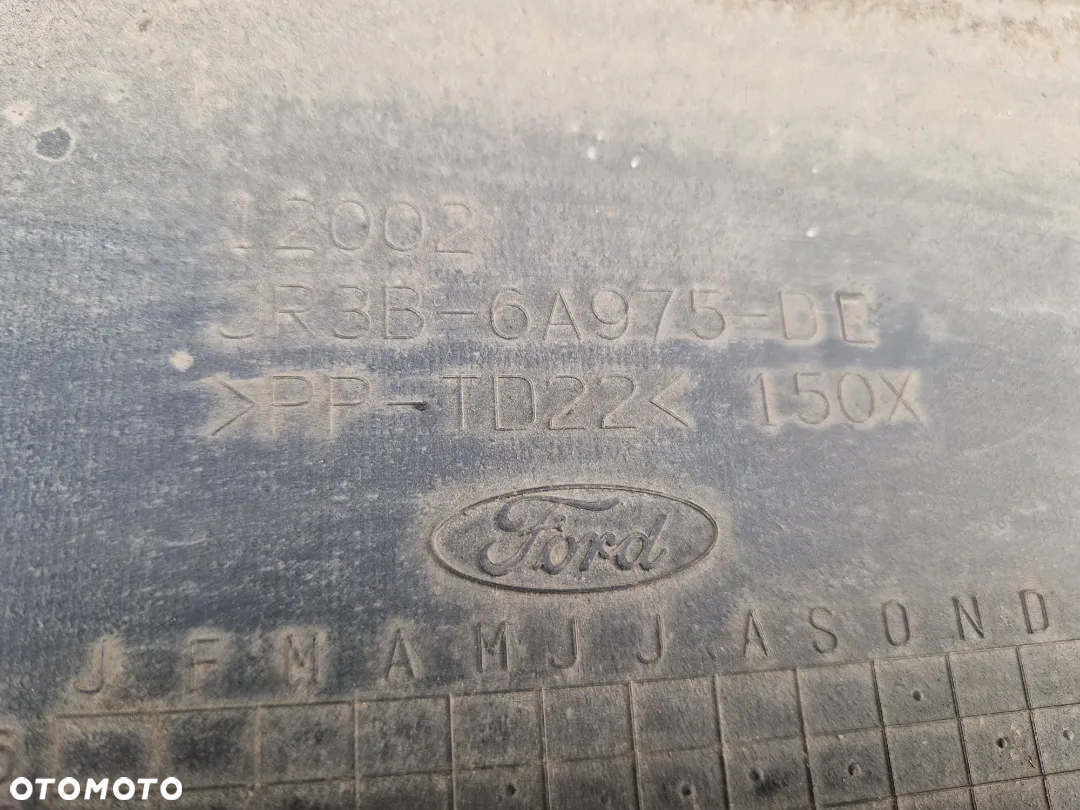 12002
JR3B-6A975-DE
>PP-TD22< 150X
Ford
J F M A M J J A S O N D
OTOMOTO